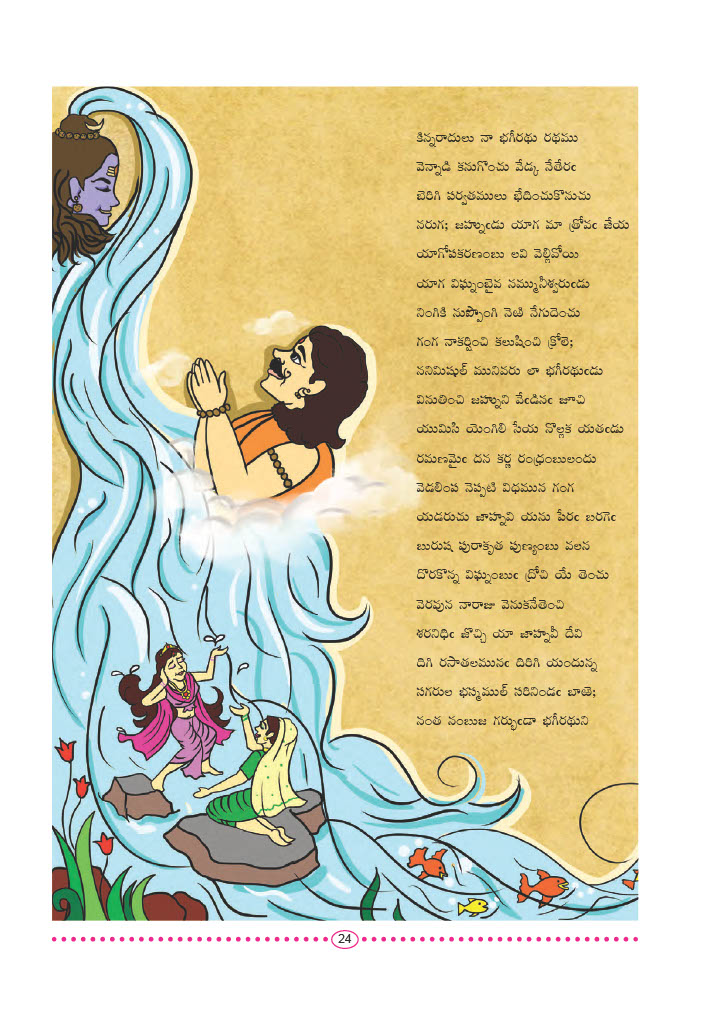 కిన్నరాదులు నా భగీరథు రథము
వెన్నాడి కనుగొంచు వేడ్క నేతేరఁ
బెరిగి పర్వతములు భేదించుకొనుచు
నరుగ; జహ్నుఁడు యాగ మా త్రోవఁ జేయ
యాగోపకరణంబు లవి వెల్లివోయి
యాగ విఘ్నంబైవ నమ్మునీశ్వరుఁడు
నింగికి నుప్పొంగి నెఱి నేగుదెంచు
గంగ నాకర్షించి కలుషించి క్రోలె;
ననిమిషుల్ మునివరు లా భగీరథుఁడు
వినుతించి జహ్నుని వేఁడినఁ జూచి
యుమిసి యెంగిలి సేయ నొల్లక యతఁడు
రమణమైఁ దన కర్ణ రంధ్రంబులందు
వెడలింప నెప్పటి విధమున గంగ
యడరుచు జాహ్నవి యను పేరఁ బరగెఁ
బురుష పురాకృత పుణ్యంబు వలన
దొరకొన్న విఘ్నంబుఁ ద్రోచి యే తెంచు
వెరవున నారాజు వెనుకనేతెంచి
శరనిధిఁ జొచ్చి యా జాహ్నవీ దేవి
దిగి రసాతలమునఁ దిరిగి యందున్న
సగరుల భస్మముల్ సరినిండఁ బాఱె;
నంత నంబుజ గర్భుఁడా భగీరథుని
24